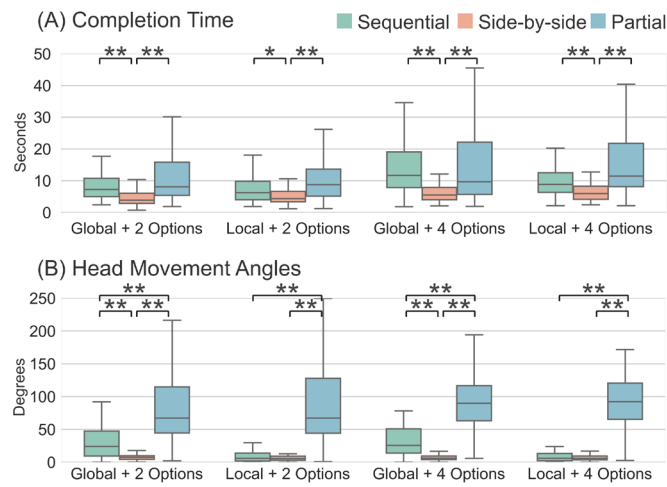 (A) Completion Time
Sequential Side-by-side Partial
Seconds
50
40
30
20
10
0
** ** * ** ** ** ** **
Global + 2 Options Local + 2 Options Global + 4 Options Local + 4 Options
(B) Head Movement Angles
Degrees
250
200
150
100
50
0
** ** ** **
** ** ** ** ** **
Global + 2 Options Local + 2 Options Global + 4 Options Local + 4 Options